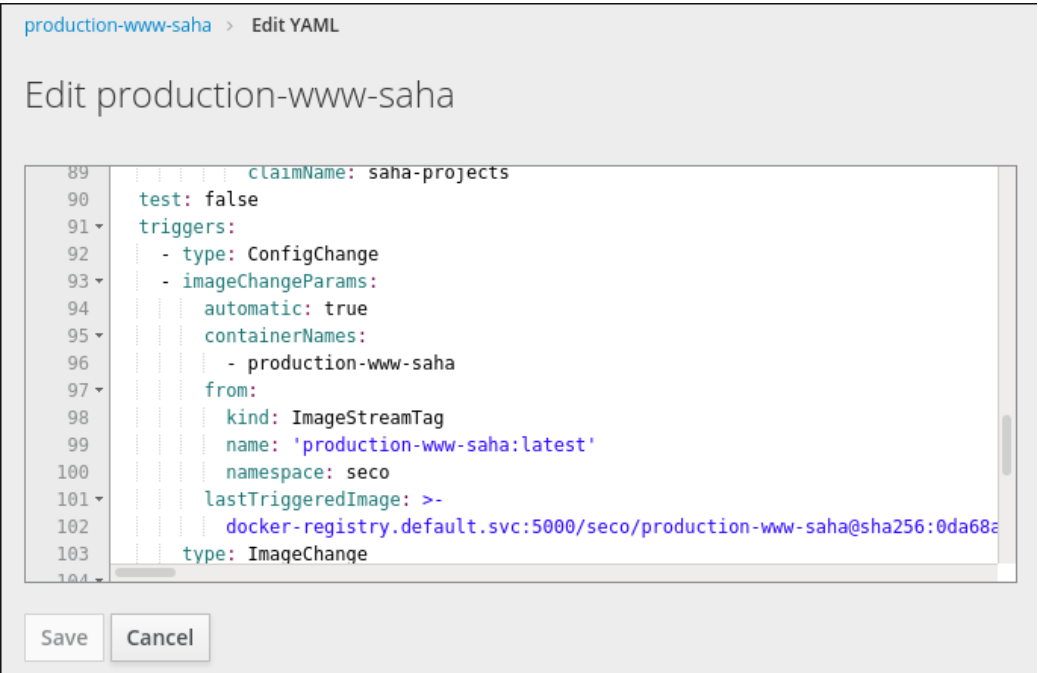 production-www-saha > Edit YAML
Edit production-www-saha
89 claimName: saha-projects
90 test: false
91 triggers:
92 - type: ConfigChange
93 - imageChangeParams:
94 automatic: true
95 containerNames:
96 - production-www-saha
97 from:
98 kind: ImageStreamTag
99 name: 'production-www-saha:latest'
100 namespace: seco
101 lastTriggeredImage: >-
102 docker-registry.default.svc:5000/seco/production-www-saha@sha256:0da68a
103 type: ImageChange
104
Save Cancel